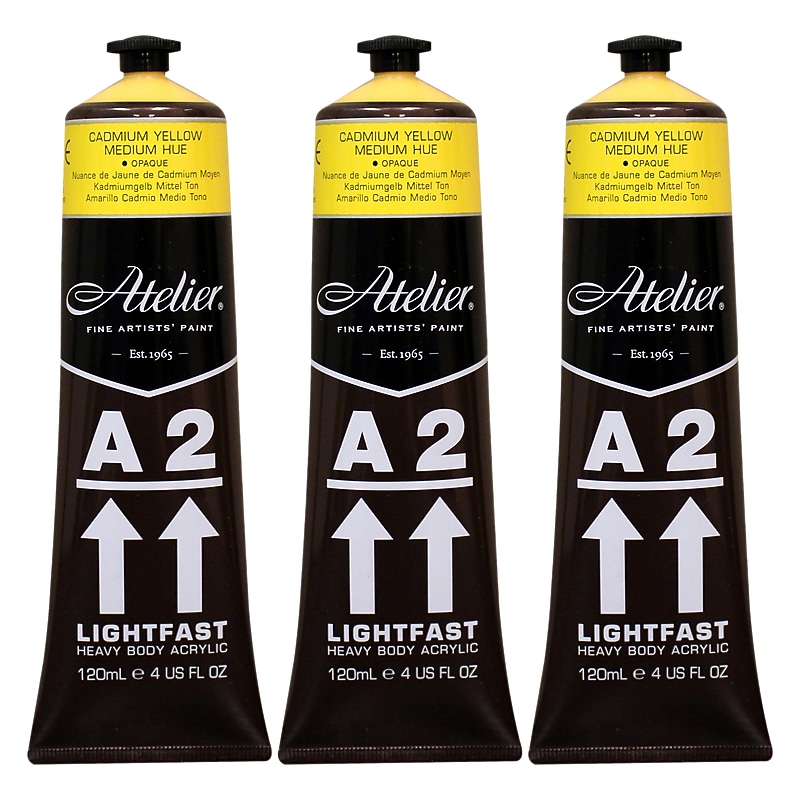 CADMIUM YELLOW
MEDIUM HUE
• OPAQUE
Nuance de Jaune de Cadmium Moyen
Kadmiumgelb Mittel Ton
Amarillo Cadmio Medio Tono
Atelier®
FINE ARTISTS' PAINT
— Est. 1965 —
A 2
LIGHTFAST
HEAVY BODY ACRYLIC
120mL ℮ 4 US FL OZ
CADMIUM YELLOW
MEDIUM HUE
• OPAQUE
Nuance de Jaune de Cadmium Moyen
Kadmiumgelb Mittel Ton
Amarillo Cadmio Medio Tono
Atelier®
FINE ARTISTS' PAINT
— Est. 1965 —
A 2
LIGHTFAST
HEAVY BODY ACRYLIC
120mL ℮ 4 US FL OZ
CADMIUM YELLOW
MEDIUM HUE
• OPAQUE
Nuance de Jaune de Cadmium Moyen
Kadmiumgelb Mittel Ton
Amarillo Cadmio Medio Tono
Atelier®
FINE ARTISTS' PAINT
— Est. 1965 —
A 2
LIGHTFAST
HEAVY BODY ACRYLIC
120mL ℮ 4 US FL OZ